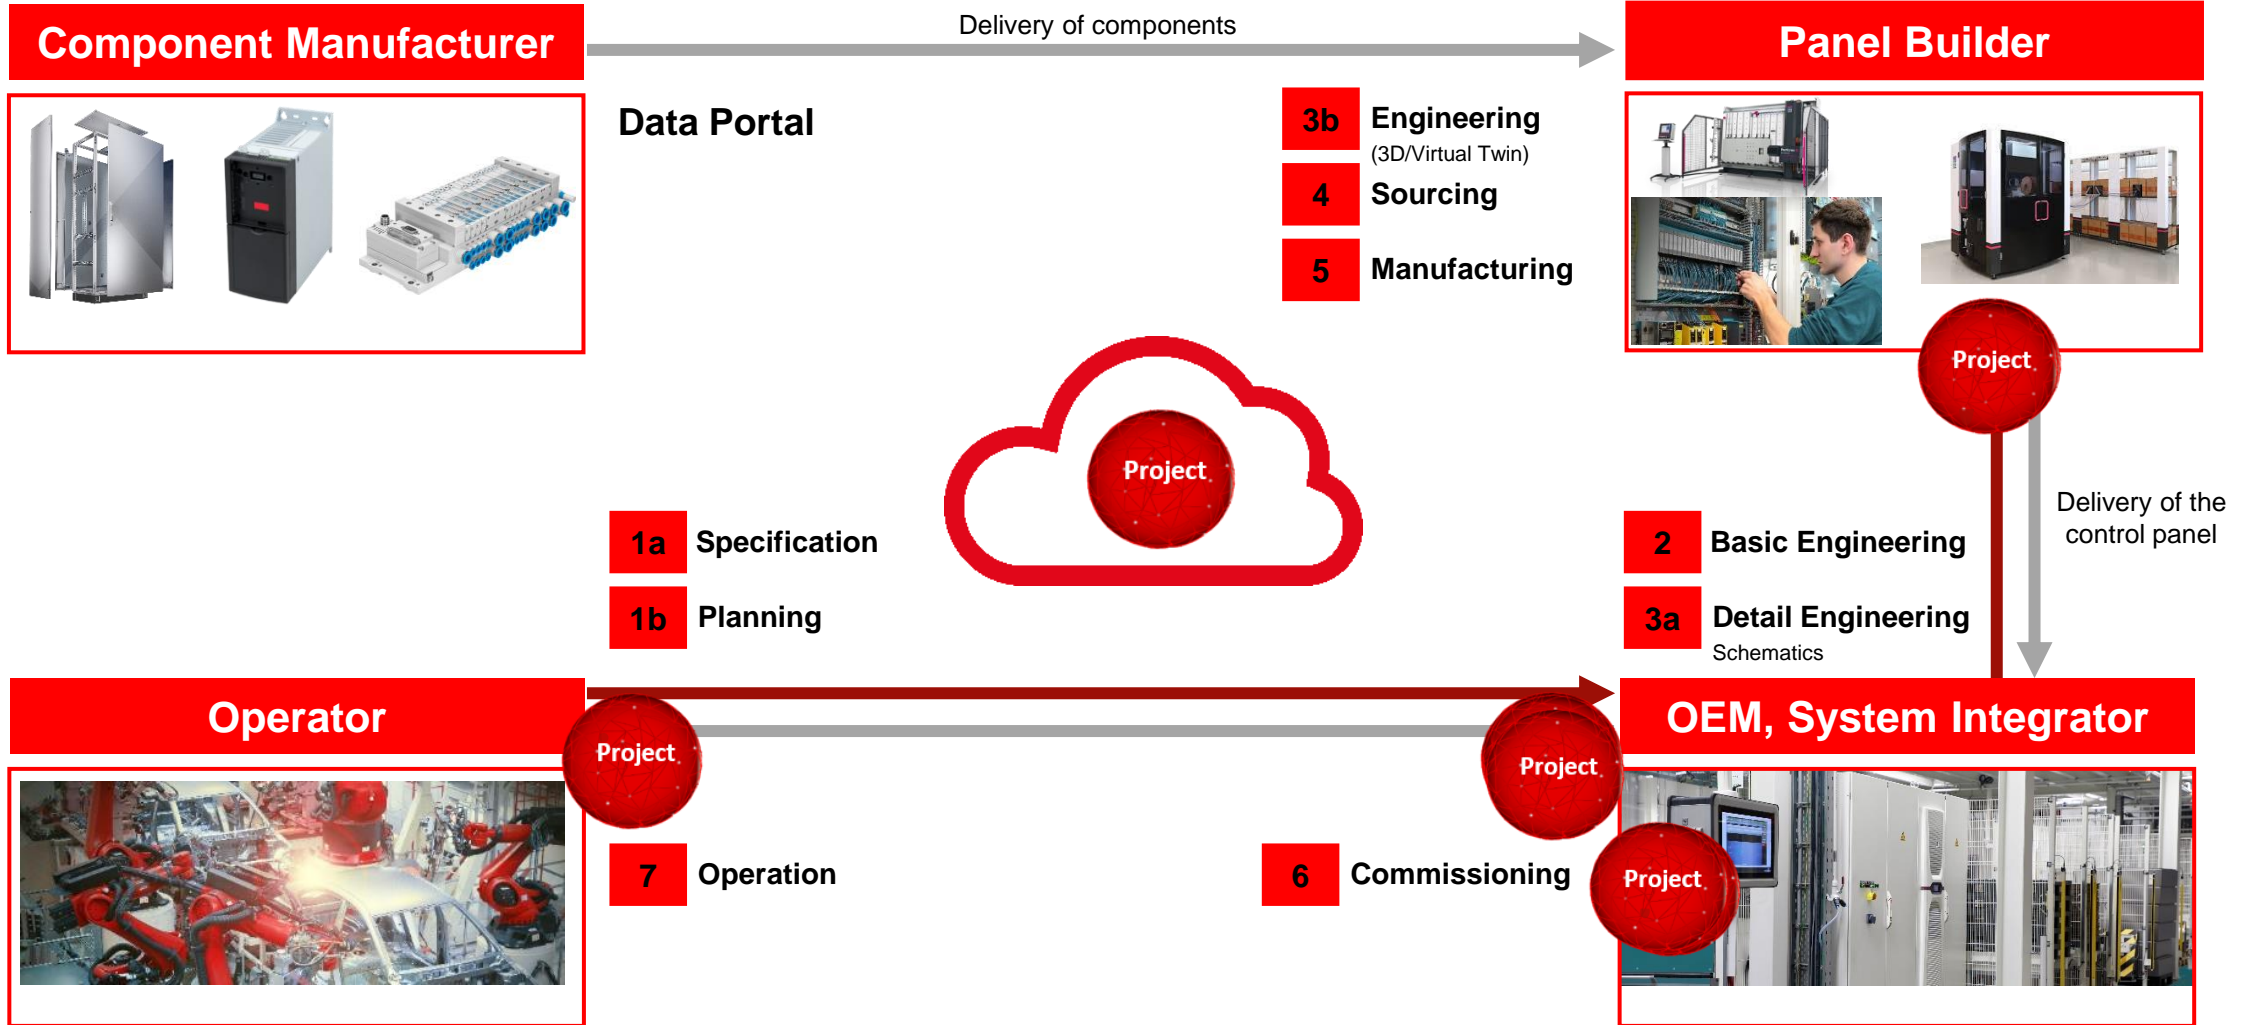 Component Manufacturer
Delivery of components
Panel Builder
Data Portal
3b Engineering
(3D/Virtual Twin)
4 Sourcing
5 Manufacturing
Project
Project
1a Specification
1b Planning
2 Basic Engineering
3a Detail Engineering
Schematics
Delivery of the
control panel
Operator
OEM, System Integrator
Project
Project
7 Operation
6 Commissioning
Project